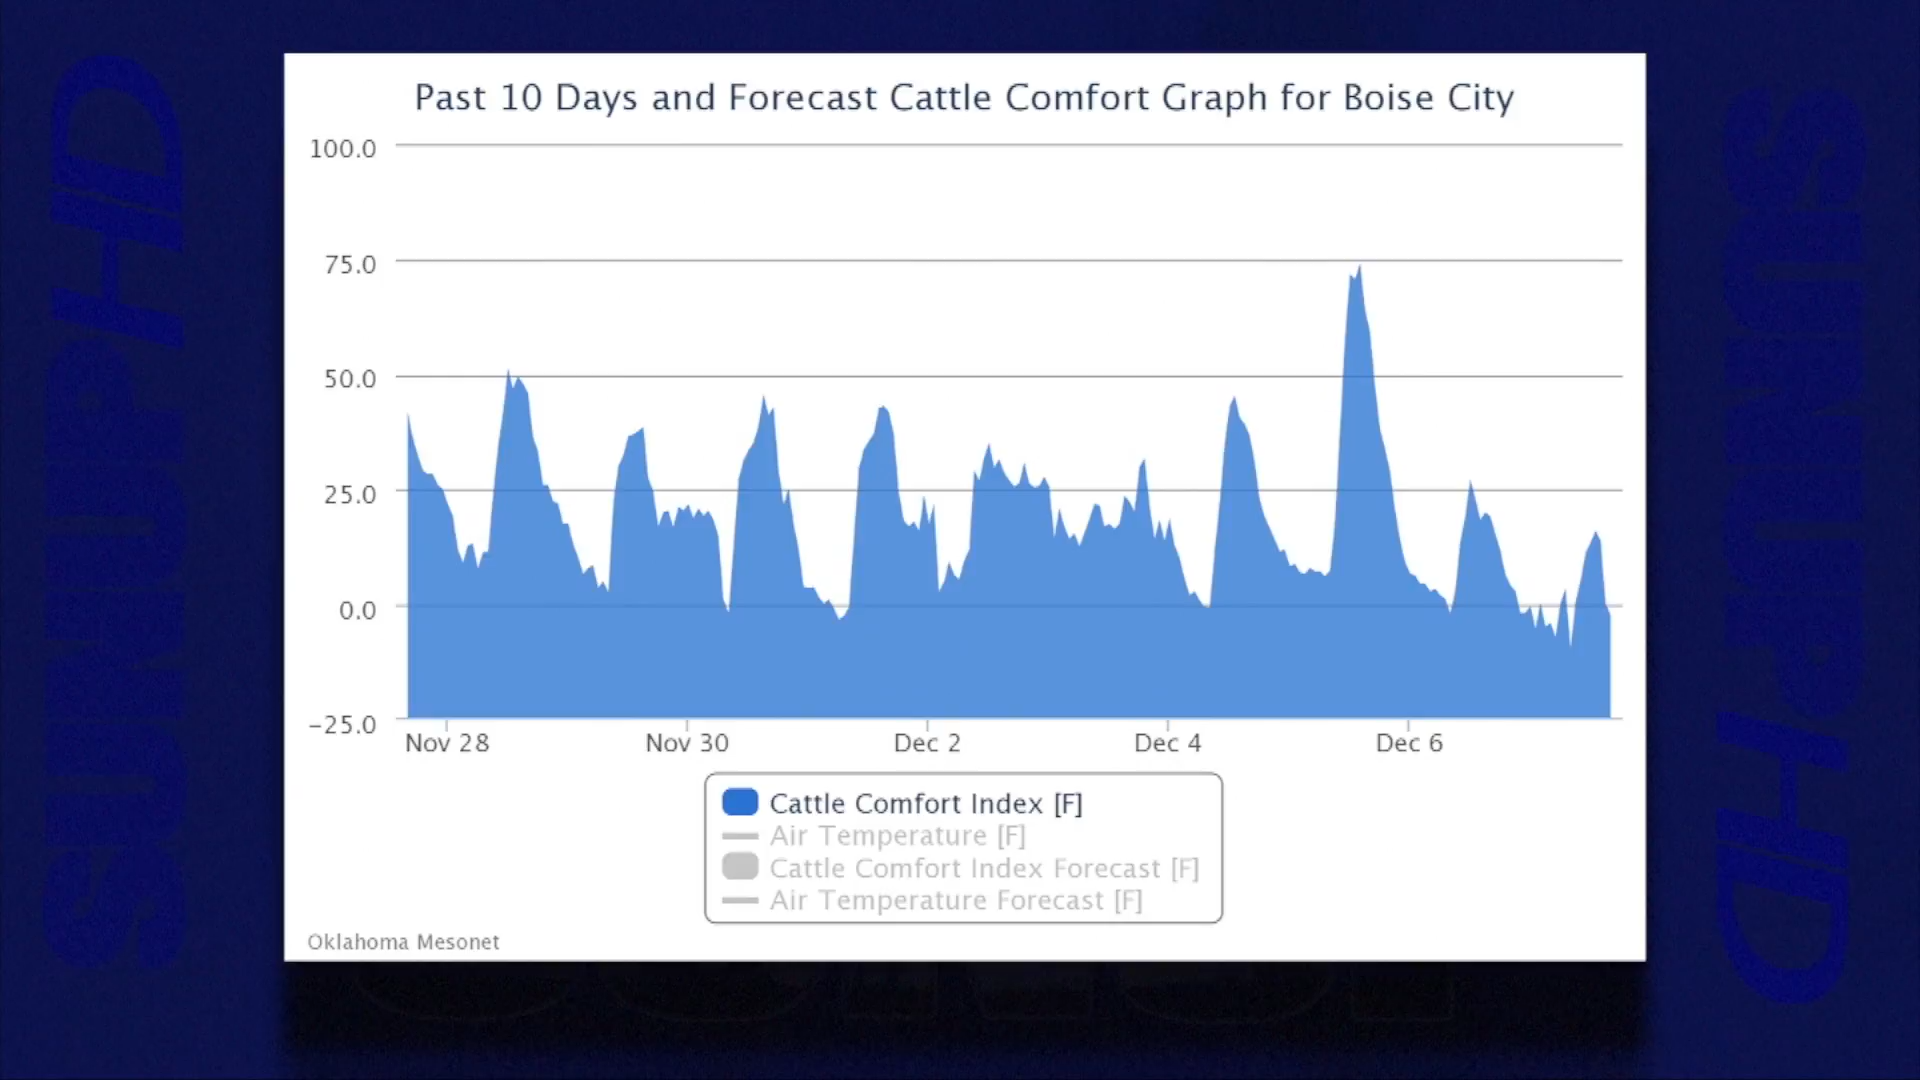 Past 10 Days and Forecast Cattle Comfort Graph for Boise City
100.0
75.0
50.0
25.0
0.0
−25.0
Nov 28 Nov 30 Dec 2 Dec 4 Dec 6
Cattle Comfort Index [F]
Air Temperature [F]
Cattle Comfort Index Forecast [F]
Air Temperature Forecast [F]
Oklahoma Mesonet
SUNUPHD
SUNUPHD